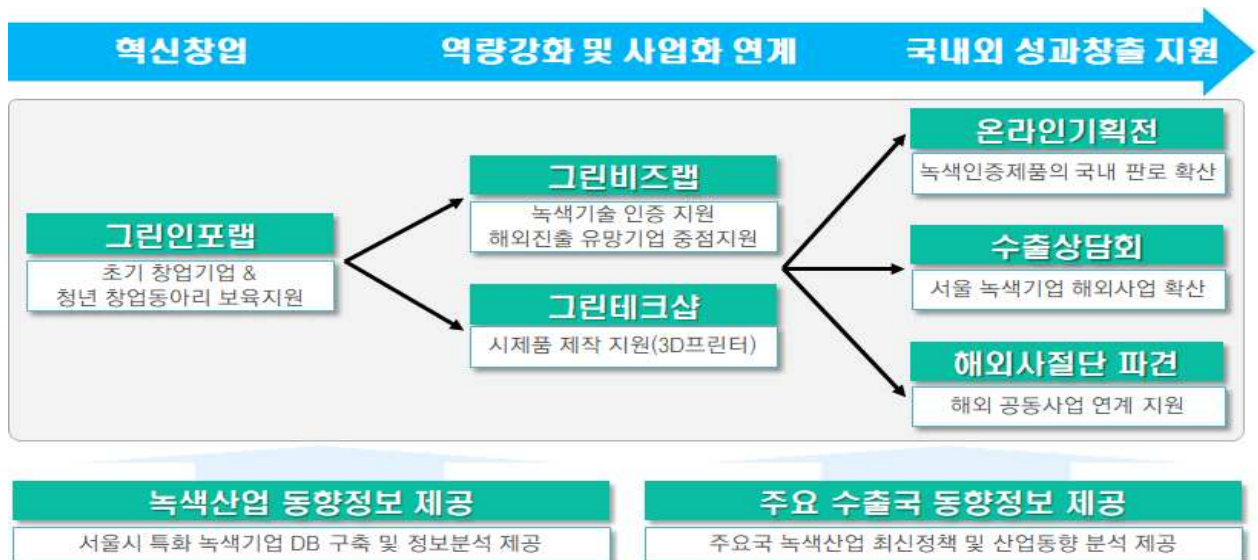 혁신창업
역량강화 및 사업화 연계
국내외 성과창출 지원
그린인포랩
초기 창업기업 &
청년 창업동아리 보육지원
그린비즈랩
녹색기술 인증 지원
해외진출 유망기업 중점지원
그린테크샵
시제품 제작 지원(3D프린터)
온라인기획전
녹색인증제품의 국내 판로 확산
수출상담회
서울 녹색기업 해외사업 확산
해외사절단 파견
해외 공동사업 연계 지원
녹색산업 동향정보 제공
서울시 특화 녹색기업 DB 구축 및 정보분석 제공
주요 수출국 동향정보 제공
주요국 녹색산업 최신정책 및 산업동향 분석 제공